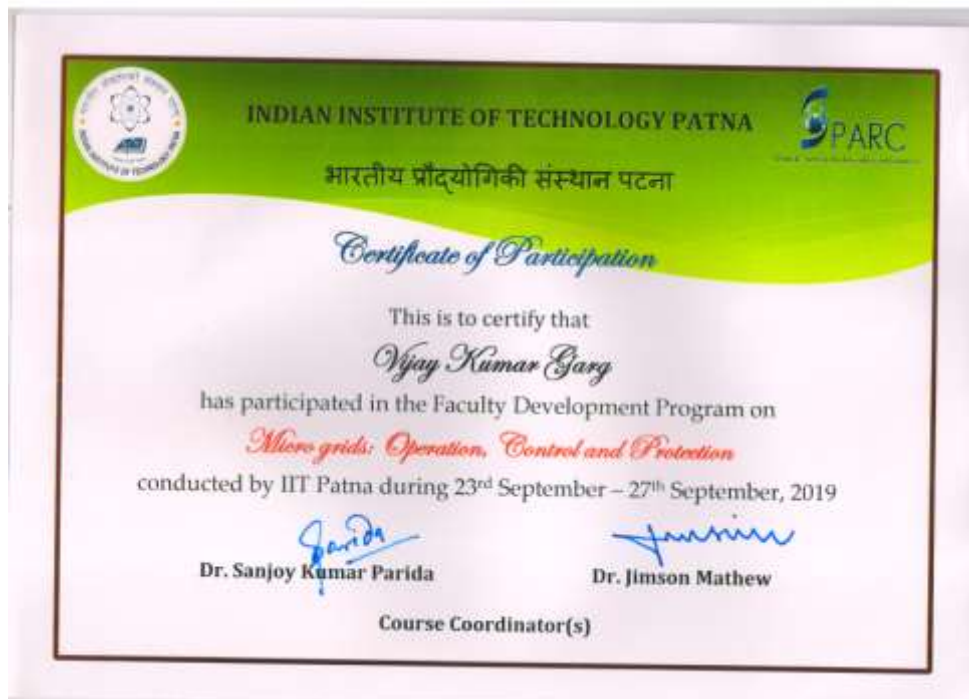 INDIAN INSTITUTE OF TECHNOLOGY PATNA
SPARC
भारतीय प्रौद्योगिकी संस्थान पटना
Certificate of Participation
This is to certify that
Vijay Kumar Garg
has participated in the Faculty Development Program on
Micro grids: Operation, Control and Protection
conducted by IIT Patna during 23rd September – 27th September, 2019
Parida
Dr. Sanjoy Kumar Parida
Dr. Jimson Mathew
Course Coordinator(s)